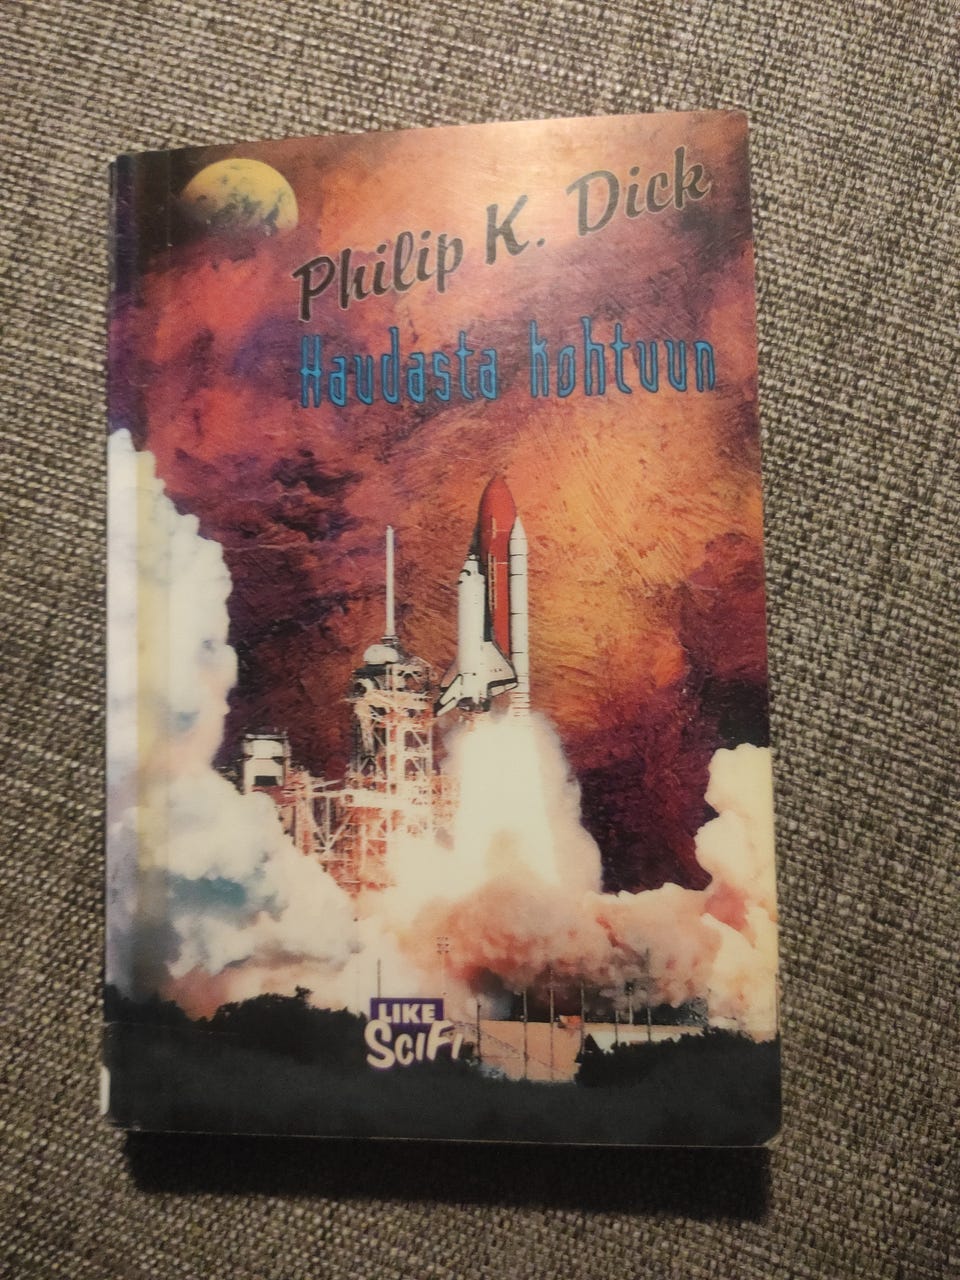 Philip K. Dick
Haudasta kohtuun
LIKE
SCIFI